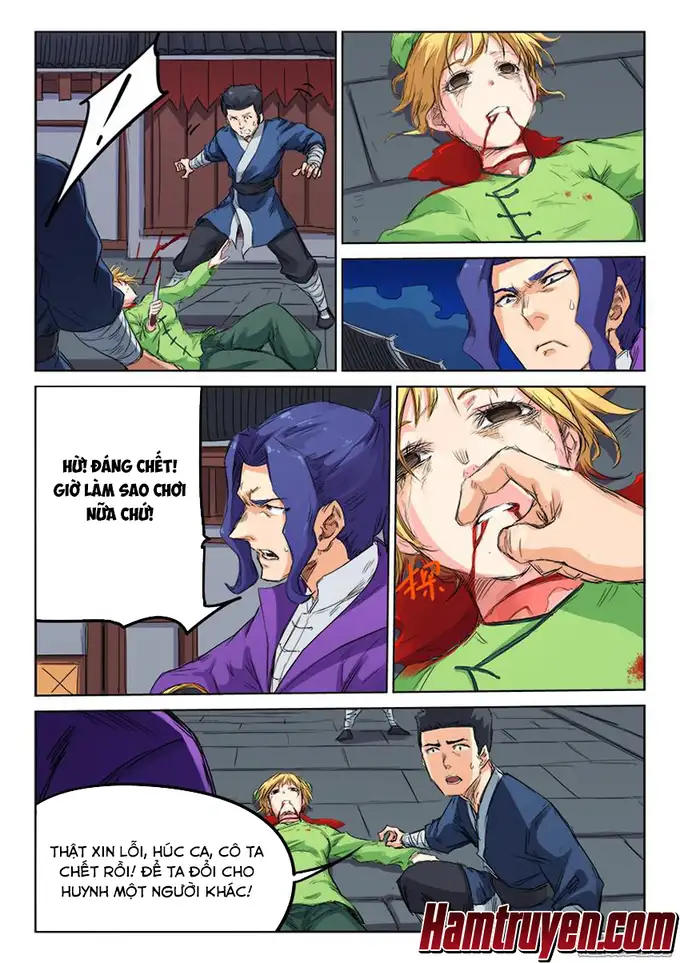 !
HỪ! ĐÁNG CHẾT!
GIỜ LÀM SAO CHƠI
NỮA CHỨ!
探
THẬT XIN LỖI, HÚC CA, CÔ TA
CHẾT RỒI! ĐỂ TA ĐỔI CHO
HUYNH MỘT NGƯỜI KHÁC!
Hamtruyen.com